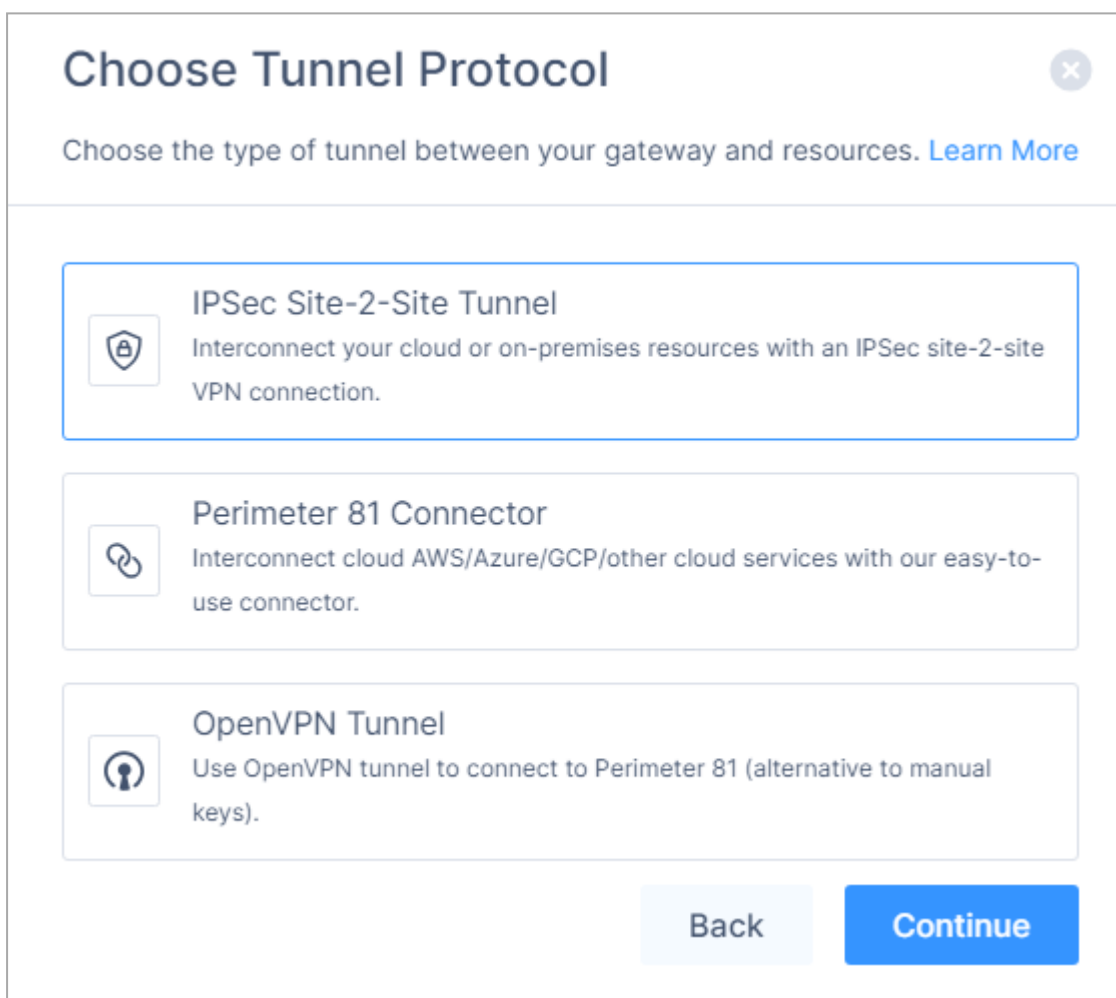 Choose Tunnel Protocol
Choose the type of tunnel between your gateway and resources. Learn More
IPSec Site-2-Site Tunnel
Interconnect your cloud or on-premises resources with an IPSec site-2-site
VPN connection.
Perimeter 81 Connector
Interconnect cloud AWS/Azure/GCP/other cloud services with our easy-to-
use connector.
OpenVPN Tunnel
Use OpenVPN tunnel to connect to Perimeter 81 (alternative to manual
keys).
Back Continue